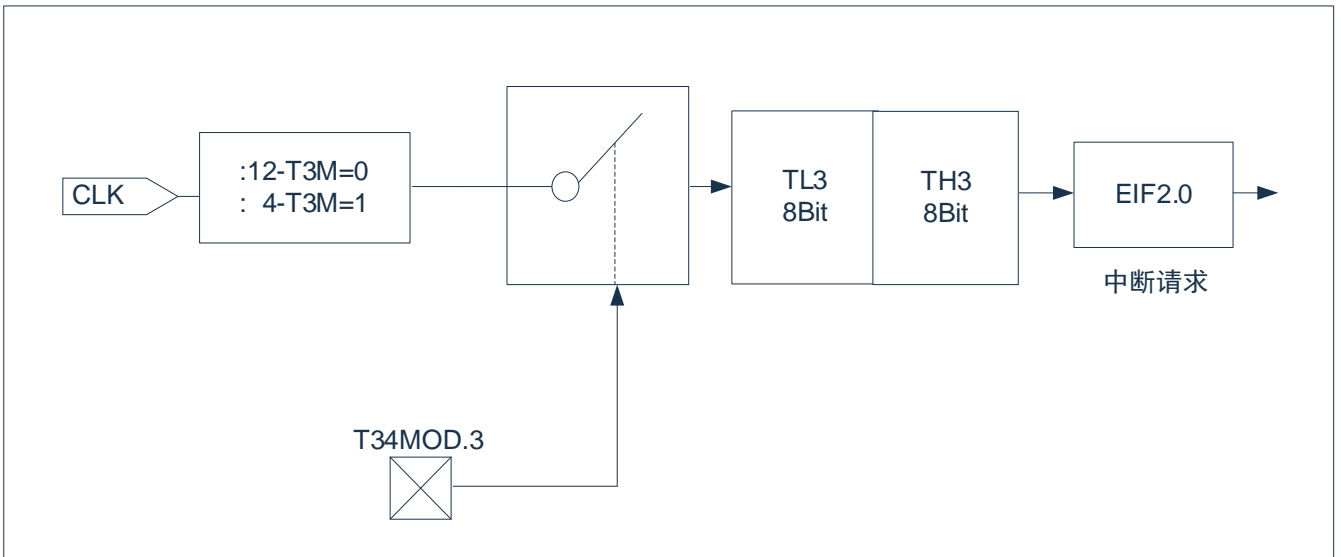 CLK
:12-T3M=0
: 4-T3M=1
TL3
8Bit
TH3
8Bit
EIF2.0
中断请求
T34MOD.3